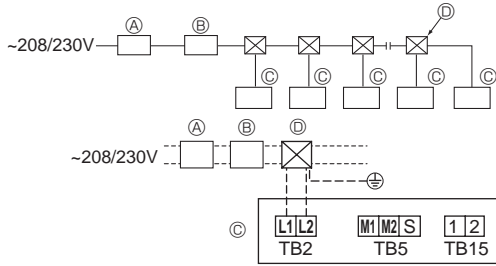 Ⓓ
Ⓐ Ⓑ
~208/230V
Ⓒ Ⓒ Ⓒ Ⓒ Ⓒ
Ⓐ Ⓑ Ⓓ
~208/230V
Ⓒ L1 L2 M1 M2 S 1 2
TB2 TB5 TB15